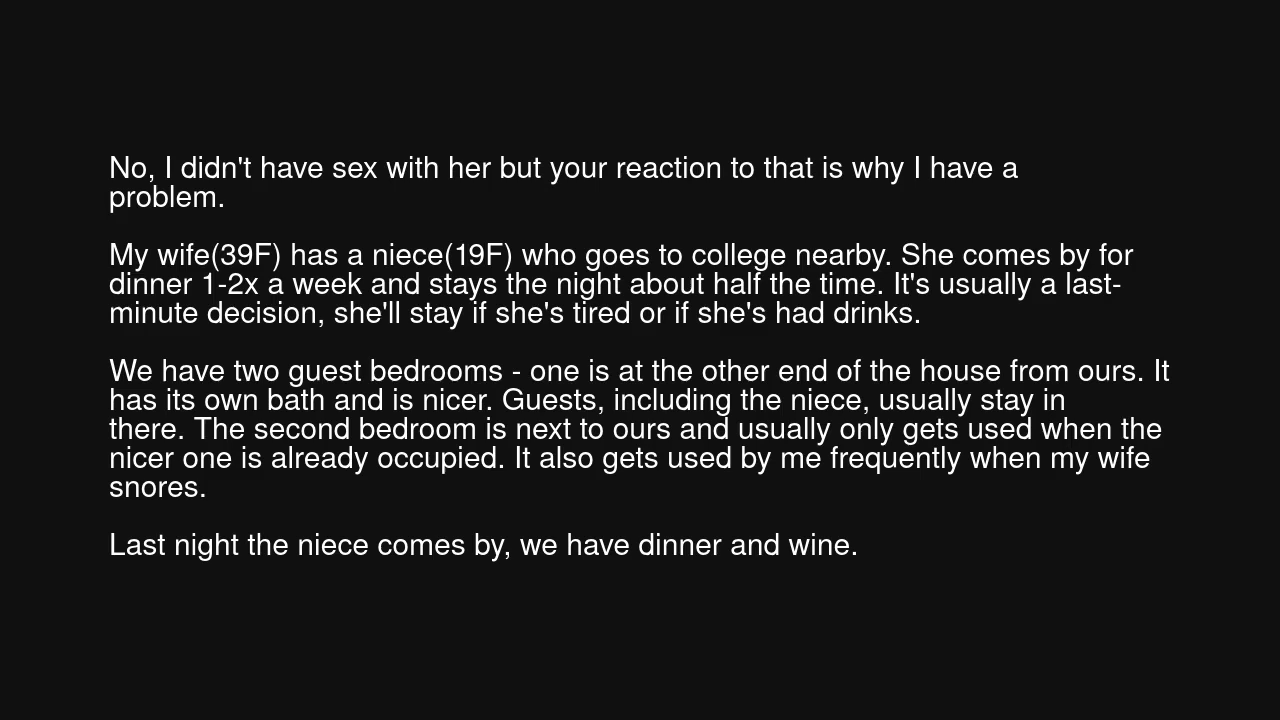 No, I didn't have sex with her but your reaction to that is why I have a
problem.
My wife(39F) has a niece(19F) who goes to college nearby. She comes by for
dinner 1-2x a week and stays the night about half the time. It's usually a last-
minute decision, she'll stay if she's tired or if she's had drinks.
We have two guest bedrooms - one is at the other end of the house from ours. It
has its own bath and is nicer. Guests, including the niece, usually stay in
there. The second bedroom is next to ours and usually only gets used when the
nicer one is already occupied. It also gets used by me frequently when my wife
snores.
Last night the niece comes by, we have dinner and wine.